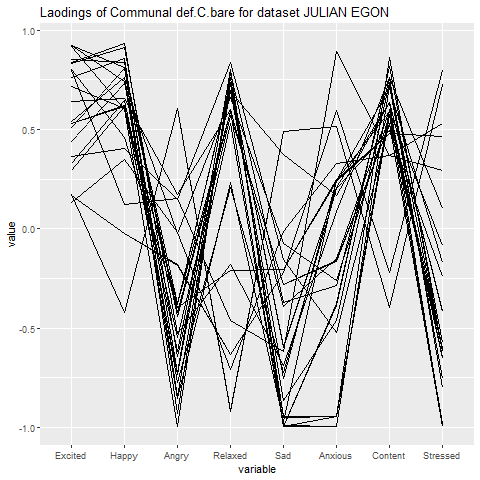 Laodings of Communal def.C.bare for dataset JULIAN EGON
1.0
0.5
0.0
-0.5
-1.0
value
Excited Happy Angry Relaxed Sad Anxious Content Stressed
variable